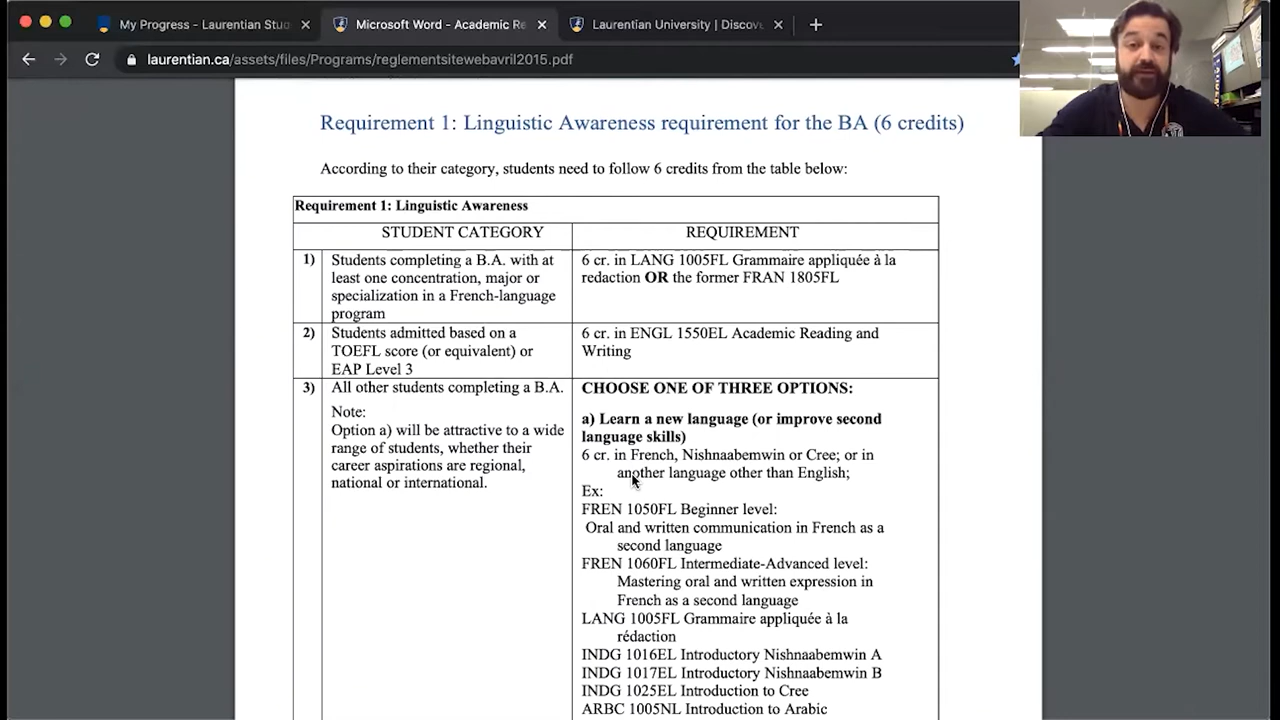 My Progress - Laurentian Stu
Microsoft Word - Academic Re
Laurentian University | Discov
laurentian.ca/assets/files/Programs/reglementsitewebavril2015.pdf
Requirement 1: Linguistic Awareness requirement for the BA (6 credits)
According to their category, students need to follow 6 credits from the table below:
Requirement 1: Linguistic Awareness
STUDENT CATEGORY
REQUIREMENT
1)
Students completing a B.A. with at
least one concentration, major or
specialization in a French-language
program
6 cr. in LANG 1005FL Grammaire appliquée à la
redaction OR the former FRAN 1805FL
2)
Students admitted based on a
TOEFL score (or equivalent) or
EAP Level 3
6 cr. in ENGL 1550EL Academic Reading and
Writing
3)
All other students completing a B.A.
Note:
Option a) will be attractive to a wide
range of students, whether their
career aspirations are regional,
national or international.
CHOOSE ONE OF THREE OPTIONS:
a) Learn a new language (or improve second
language skills)
6 cr. in French, Nishnaabemwin or Cree; or in
another language other than English;
Ex:
FREN 1050FL Beginner level:
Oral and written communication in French as a
second language
FREN 1060FL Intermediate-Advanced level:
Mastering oral and written expression in
French as a second language
LANG 1005FL Grammaire appliquée à la
rédaction
INDG 1016EL Introductory Nishnaabemwin A
INDG 1017EL Introductory Nishnaabemwin B
INDG 1025EL Introduction to Cree
ARBC 1005NL Introduction to Arabic